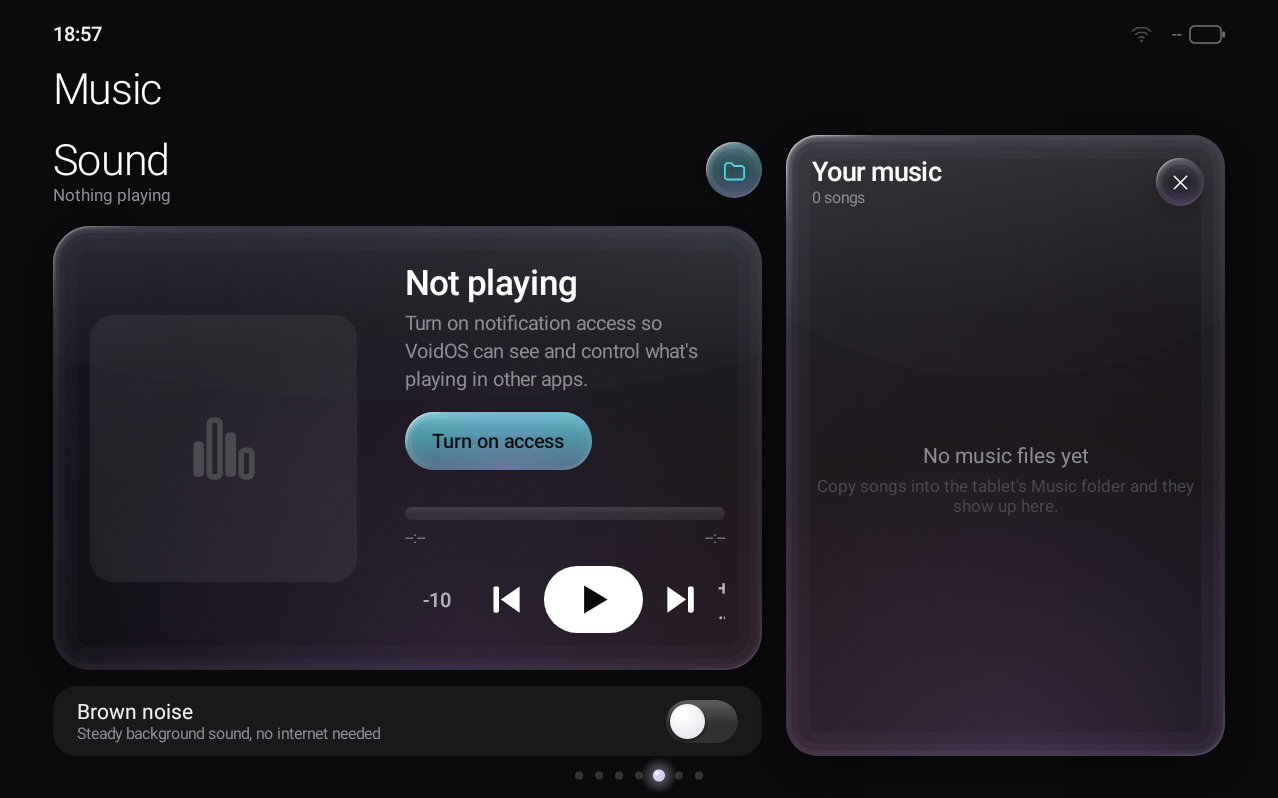 18:57
--
Music
Sound
Nothing playing
Not playing
Turn on notification access so
VoidOS can see and control what's
playing in other apps.
Turn on access
--:--
--:--
-10
Brown noise
Steady background sound, no internet needed
Your music
0 songs
No music files yet
Copy songs into the tablet's Music folder and they
show up here.